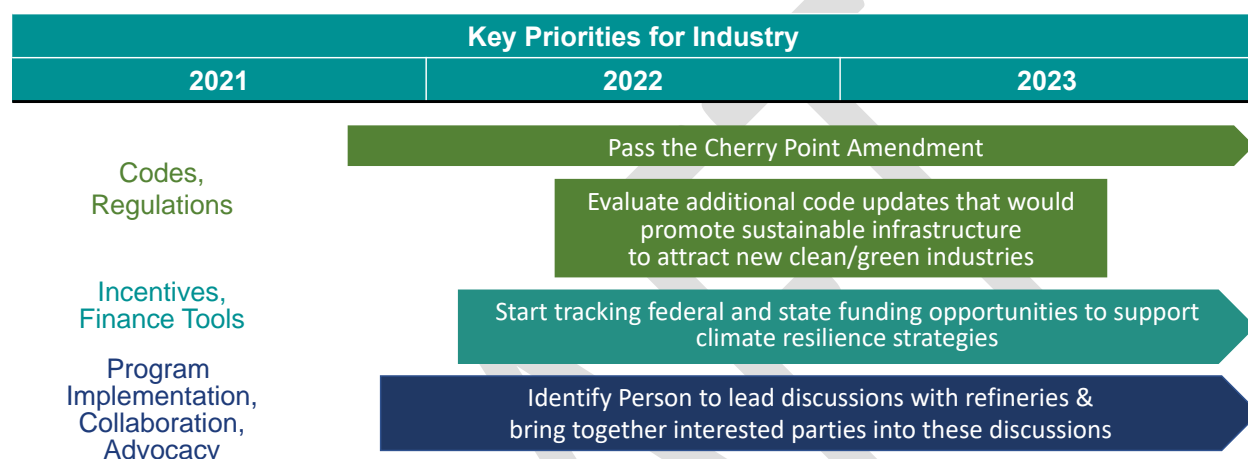 Key Priorities for Industry
2021 2022 2023
Codes,
Regulations
Pass the Cherry Point Amendment
Evaluate additional code updates that would
promote sustainable infrastructure
to attract new clean/green industries
Incentives,
Finance Tools
Start tracking federal and state funding opportunities to support
climate resilience strategies
Program
Implementation,
Collaboration,
Advocacy
Identify Person to lead discussions with refineries &
bring together interested parties into these discussions